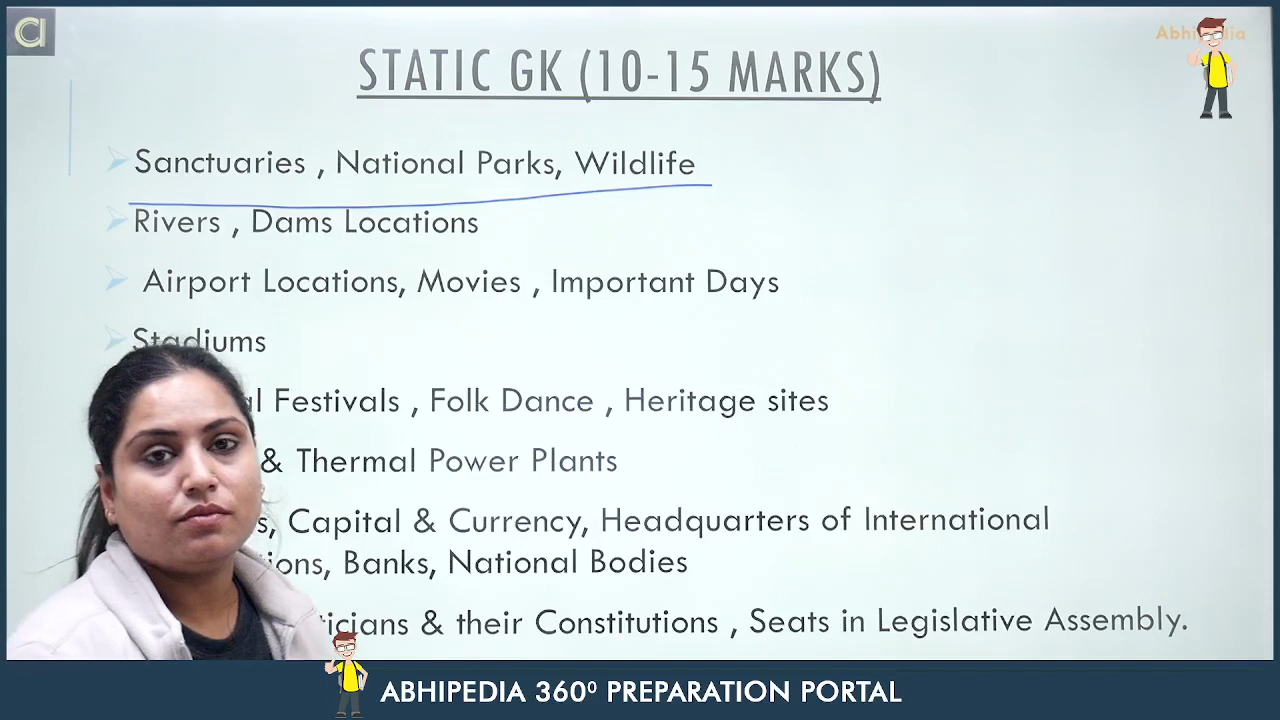 Abhipedia
STATIC GK (10-15 MARKS)
Sanctuaries , National Parks, Wildlife
Rivers , Dams Locations
Airport Locations, Movies , Important Days
Stadiums
Festivals , Folk Dance , Heritage sites
& Thermal Power Plants
Capital & Currency, Headquarters of International
Banks, National Bodies
& their Constitutions , Seats in Legislative Assembly.
ABHIPEDIA 360⁰ PREPARATION PORTAL